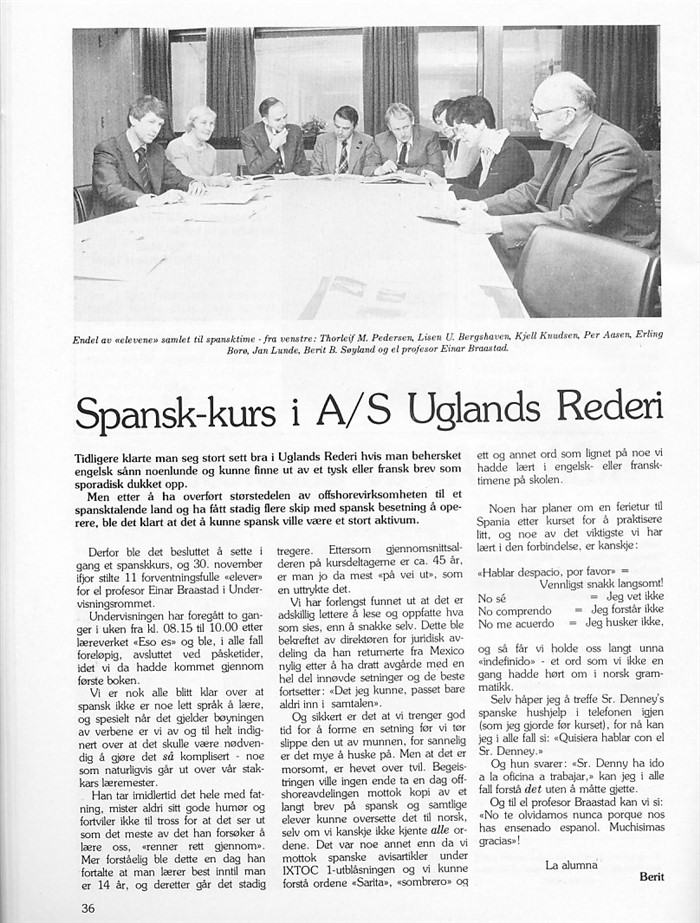 Endel av «elevene» samlet til spansktime - fra venstre: Thorleif M. Pedersen, Lisen U. Bergshaven, Kjell Knudsen, Per Aasen, Erling
Borø, Jan Lunde, Berit B. Søyland og el profesor Einar Braastad.
Spansk-kurs i A/S Uglands Rederi
Tidligere klarte man seg stort sett bra i Uglands Rederi hvis man behersket
engelsk sånn noenlunde og kunne finne ut av et tysk eller fransk brev som
sporadisk dukket opp.
Men etter å ha overført størstedelen av offshorevirksomheten til et
spansktalende land og ha fått stadig flere skip med spansk besetning å ope-
rere, ble det klart at det å kunne spansk ville være et stort aktivum.
Derfor ble det besluttet å sette i
gang et spanskkurs, og 30. november
ifjor stilte 11 forventningsfulle «elever»
for el profesor Einar Braastad i Under-
visningsrommet.
Undervisningen har foregått to gan-
ger i uken fra kl. 08.15 til 10.00 etter
læreverket «Eso es» og ble, i alle fall
foreløpig, avsluttet ved påsketider,
idet vi da hadde kommet gjennom
første boken.
Vi er nok alle blitt klar over at
spansk ikke er noe lett språk å lære,
og spesielt når det gjelder bøyningen
av verbene er vi av og til helt indig-
nert over at det skulle være nødven-
dig å gjøre det så komplisert - noe
som naturligvis går ut over vår stak-
kars læremester.
Han tar imidlertid det hele med fat-
ning, mister aldri sitt gode humør og
fortviler ikke til tross for at det ser ut
som det meste av det han forsøker å
lære oss, «renner rett gjennom».
Mer forståelig ble dette en dag han
fortalte at man lærer best inntil man
er 14 år, og deretter går det stadig
tregere. Ettersom gjennomsnittsal-
deren på kursdeltagerne er ca. 45 år,
er man jo da mest «på vei ut», som
en uttrykte det.
Vi har forlengst funnet ut at det er
adskillig lettere å lese og oppfatte hva
som sies, enn å snakke selv. Dette ble
bekreftet av direktøren for juridisk av-
deling da han returnerte fra Mexico
nylig etter å ha dratt avgårde med en
hel del innøvde setninger og de beste
fortsetter: «Det jeg kunne, passet bare
aldri inn i samtalen».
Og sikkert er det at vi trenger god
tid for å forme en setning før vi tør
slippe den ut av munnen, for sannelig
er det mye å huske på. Men at det er
morsomt, er hevet over tvil. Begeis-
tringen ville ingen ende ta en dag off-
shoreavdelingen mottok kopi av et
langt brev på spansk og samtlige
elever kunne oversette det til norsk,
selv om vi kanskje ikke kjente alle or-
dene. Det var noe annet enn da vi
mottok spanske avisartikler under
IXTOC 1-utblåsningen og vi kunne
forstå ordene «Sarita», «sombrero» og
ett og annet ord som lignet på noe vi
hadde lært i engelsk- eller fransk-
timene på skolen.
Noen har planer om en ferietur til
Spania etter kurset for å praktisere
litt, og noe av det viktigste vi har
lært i den forbindelse, er kanskje:
«Hablar despacio, por favor» =
Vennligst snakk langsomt!
No sé = Jeg vet ikke
No comprendo = Jeg forstår ikke
No me acuerdo = Jeg husker ikke,
og så får vi holde oss langt unna
«indefinido» - et ord som vi ikke en
gang hadde hørt om i norsk gram-
matikk.
Selv håper jeg å treffe Sr. Denney's
spanske hushjelp i telefonen igjen
(som jeg gjorde før kurset), for nå kan
jeg i alle fall si: «Quisiera hablar con el
Sr. Denney.»
Og hun svarer: «Sr. Denny ha ido
a la oficina a trabajar,» kan jeg i alle
fall forstå det uten å måtte gjette.
Og til el profesor Braastad kan vi si:
«No te olvidamos nunca porque nos
has ensenado espanol. Muchisimas
gracias»!
La alumna
Berit
36